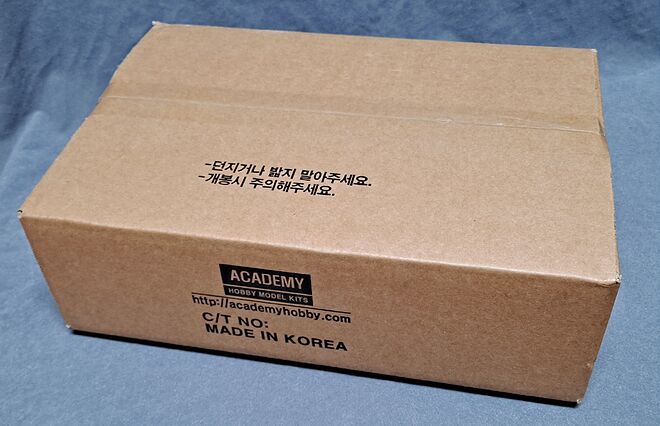 -던지거나 밟지 말아주세요.
-개봉시 주의해주세요.
ACADEMY
HOBBY MODEL KITS
http://academyhobby.com
C/T NO:
MADE IN KOREA